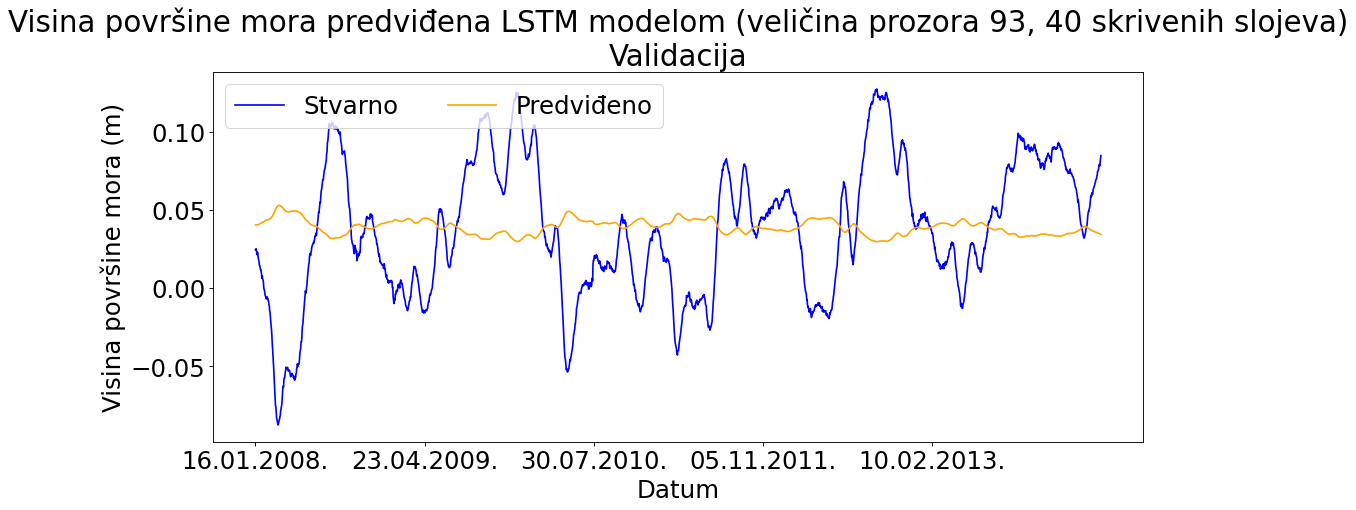 Visina površine mora predviđena LSTM modelom (veličina prozora 93, 40 skrivenih slojeva)
Validacija
Stvarno Predviđeno
Visina površine mora (m)
0.10
0.05
0.00
−0.05
16.01.2008. 23.04.2009. 30.07.2010. 05.11.2011. 10.02.2013.
Datum